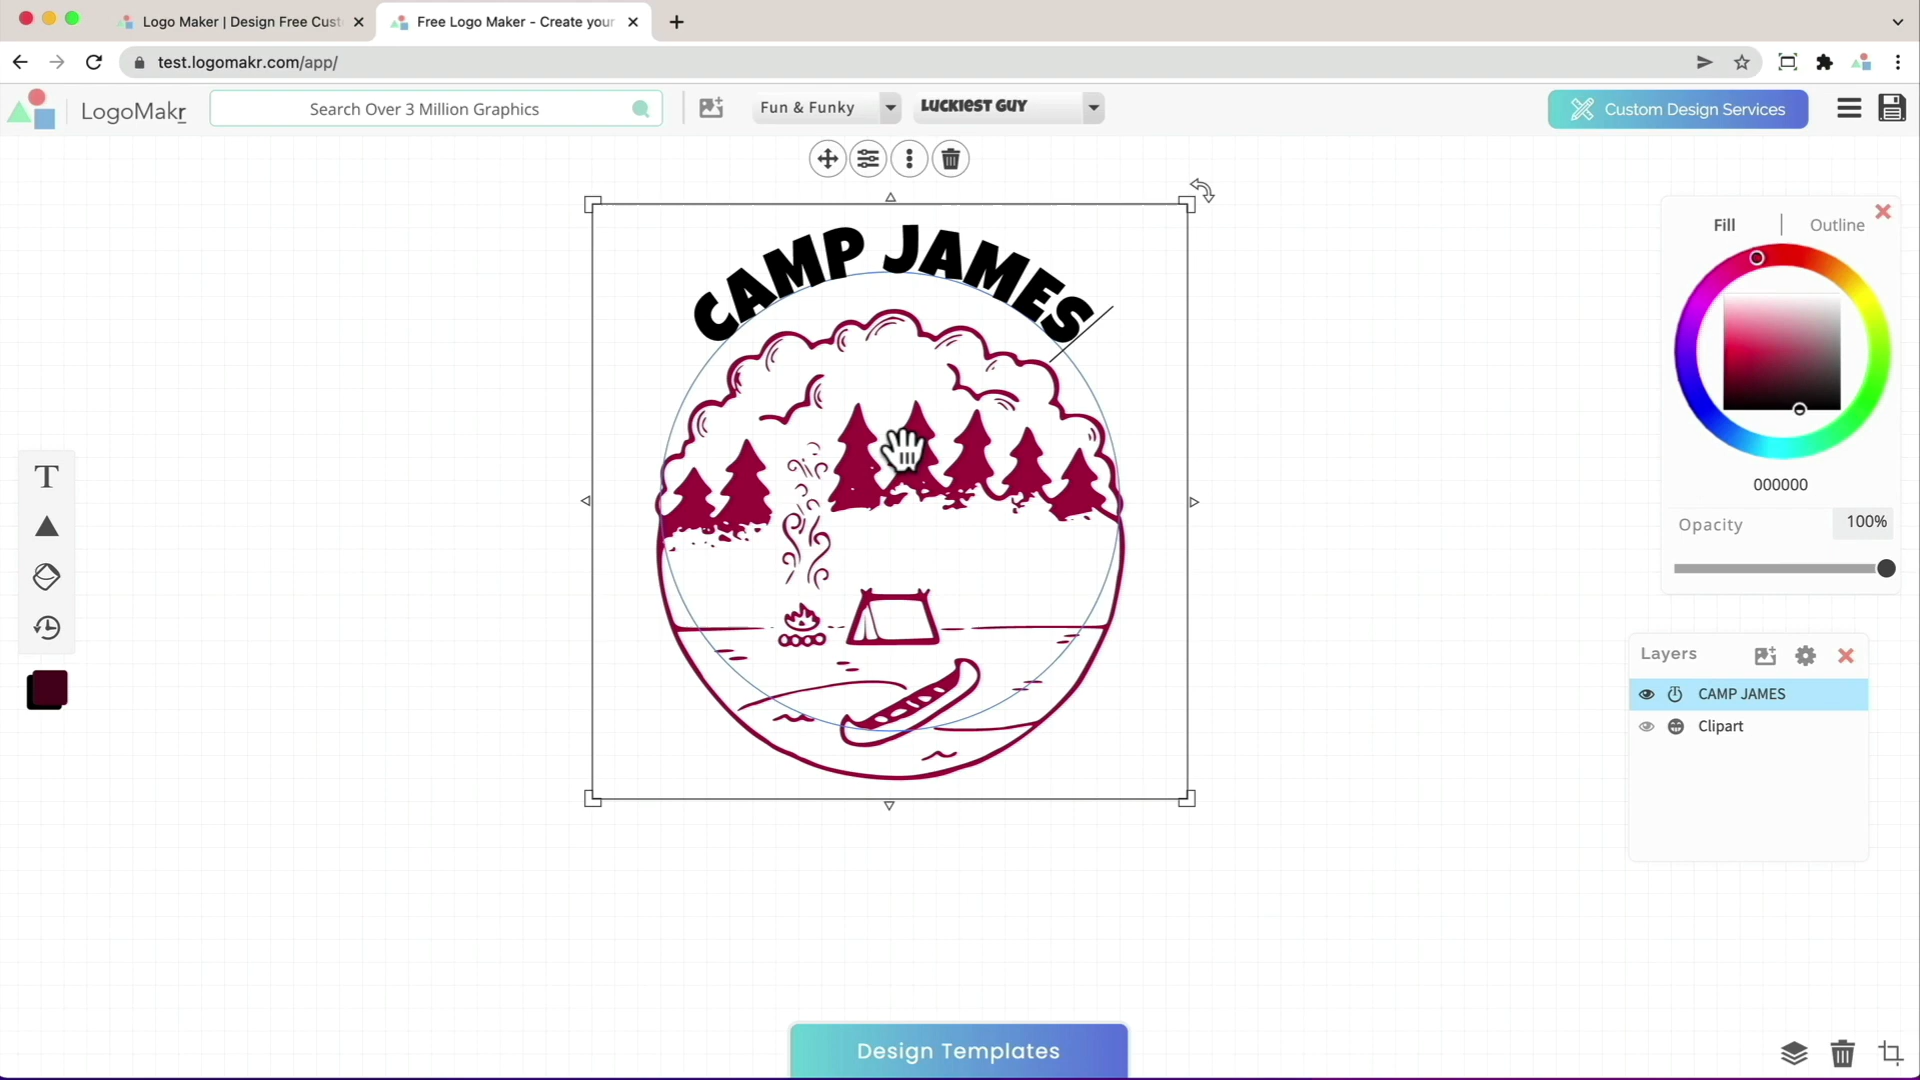 Logo Maker | Design Free Cust
Free Logo Maker - Create your
test.logomakr.com/app/
LogoMakr
Search Over 3 Million Graphics
Fun & Funky
LUCKIEST GUY
Custom Design Services
CAMP JAMES
Fill
Outline
000000
Opacity
100%
T
Layers
CAMP JAMES
Clipart
Design Templates